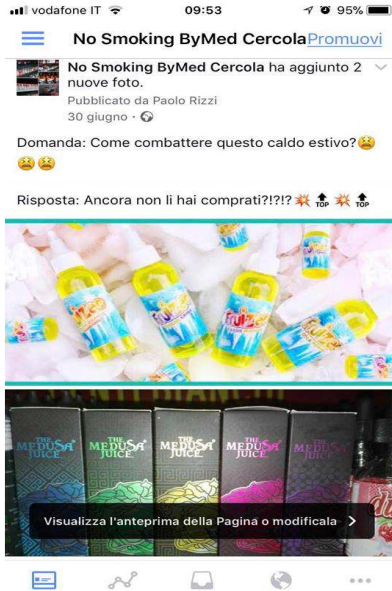 vodafone IT 09:53 95%
No Smoking ByMed Cercola Promuovi
No Smoking ByMed Cercola ha aggiunto 2
nuove foto.
Pubblicato da Paolo Rizzi
30 giugno ·
Domanda: Come combattere questo caldo estivo?😫
😫😫
Risposta: Ancora non li hai comprati?!?!?💥🔝💥🔝
Fruizee
THE THE THE THE THE
MEDUSA MEDUSA MEDUSA MEDUSA MEDUSA
JUICE JUICE JUICE JUICE JUICE
Visualizza l'anteprima della Pagina o modificala >